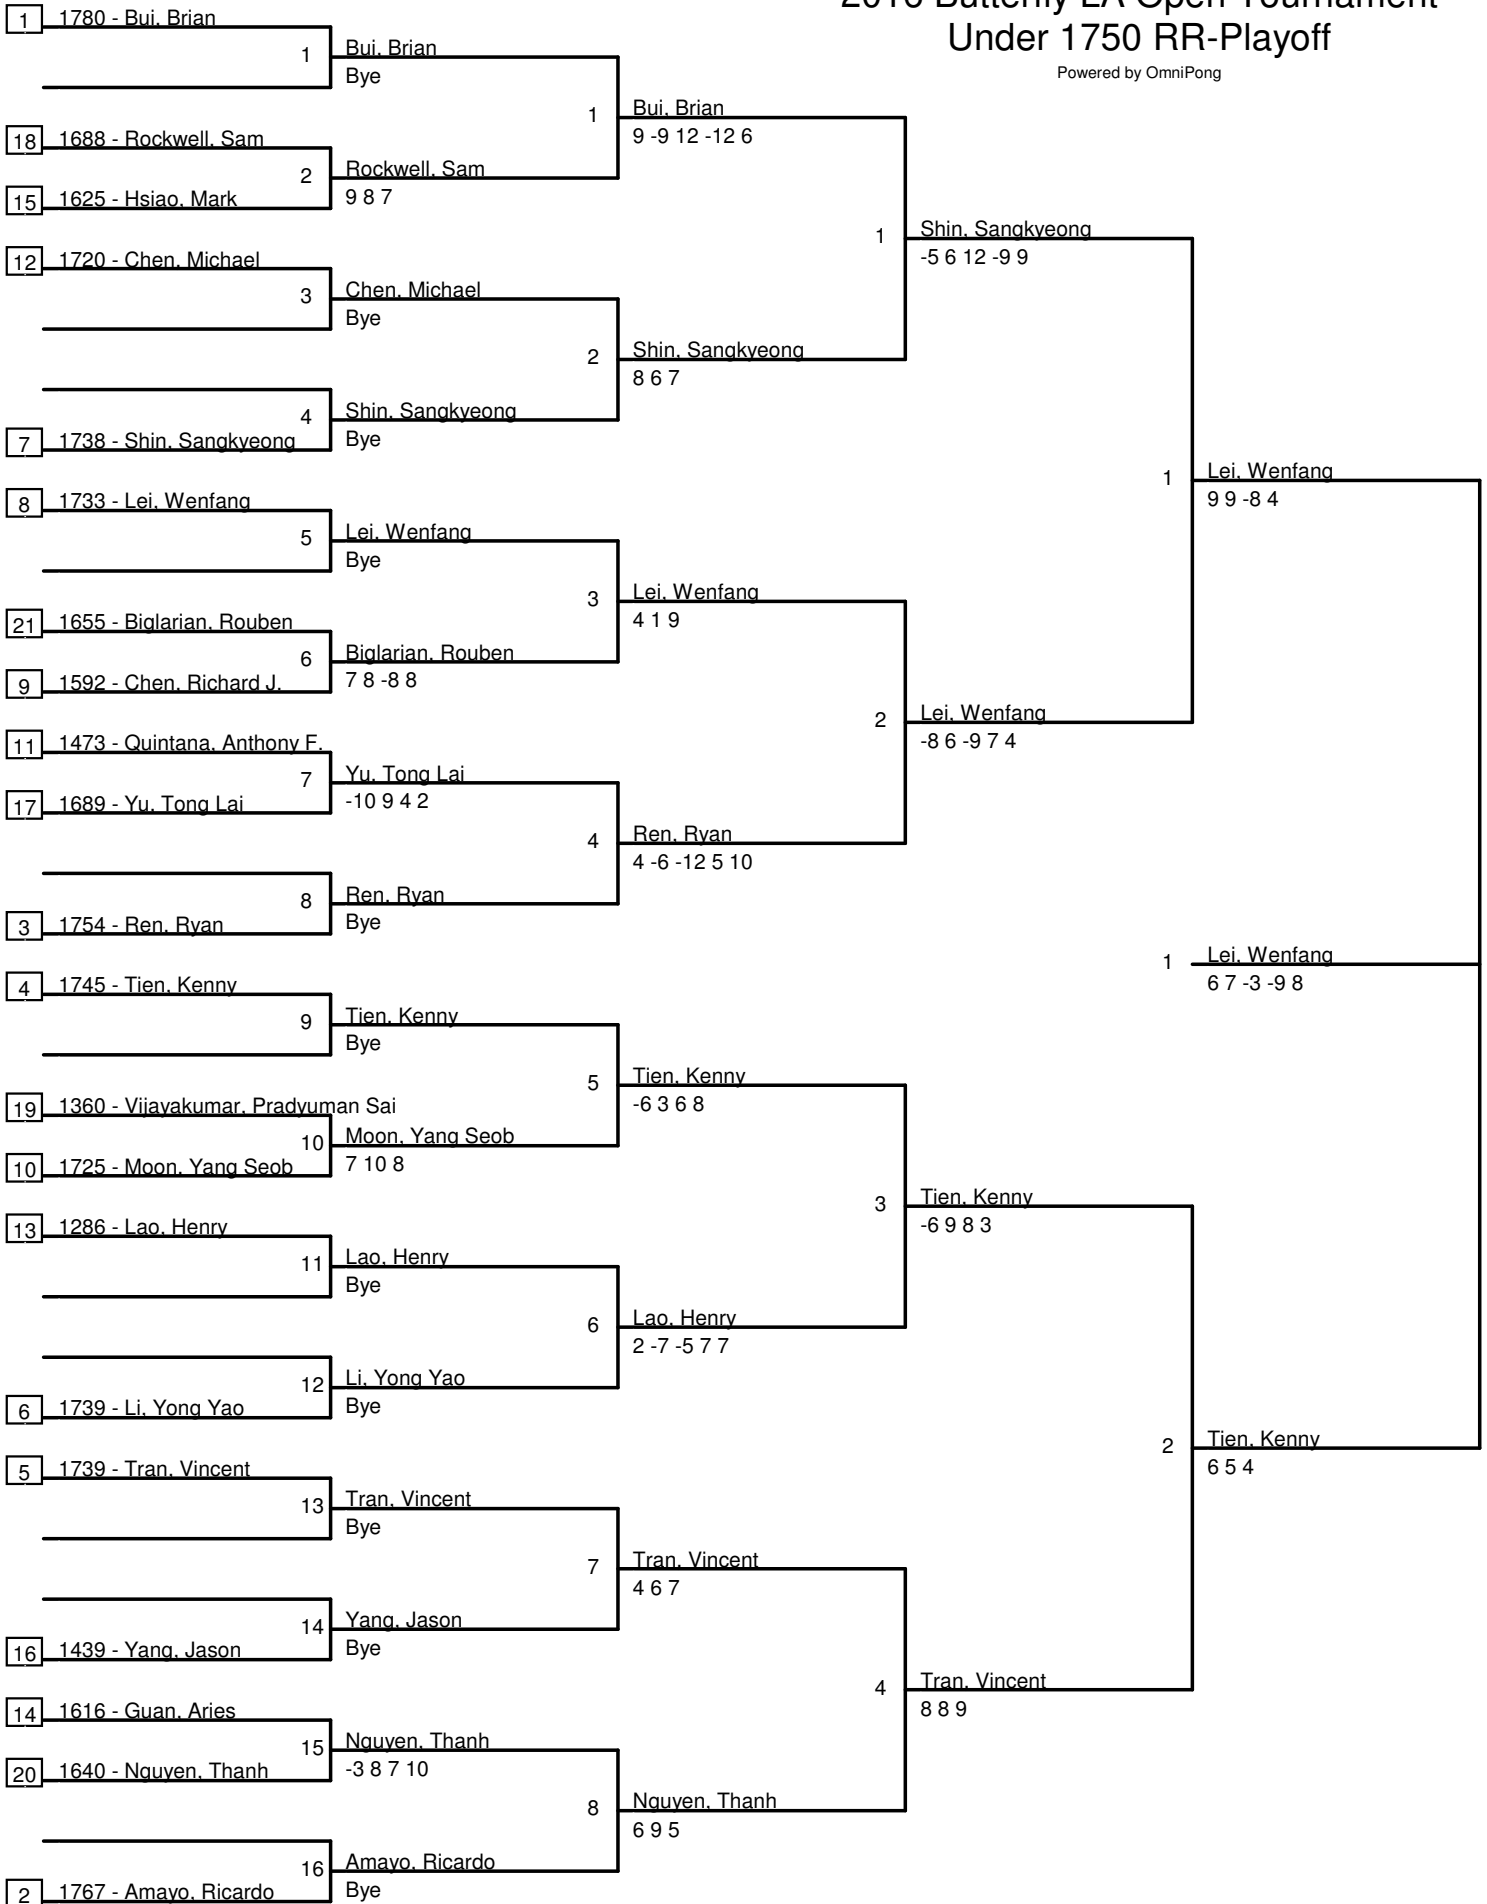 2016 Butterfly LA Open Tournament
Under 1750 RR-Playoff
Powered by OmniPong
1 1780 - Bui, Brian
1 Bui, Brian
Bye
1 Bui, Brian
9 -9 12 -12 6
18 1688 - Rockwell, Sam
2 Rockwell, Sam
9 8 7
15 1625 - Hsiao, Mark
1 Shin, Sangkyeong
-5 6 12 -9 9
12 1720 - Chen, Michael
3 Chen, Michael
Bye
2 Shin, Sangkyeong
8 6 7
4 Shin, Sangkyeong
Bye
7 1738 - Shin, Sangkyeong
1 Lei, Wenfang
9 9 -8 4
8 1733 - Lei, Wenfang
5 Lei, Wenfang
Bye
3 Lei, Wenfang
4 1 9
21 1655 - Biglarian, Rouben
6 Biglarian, Rouben
7 8 -8 8
9 1592 - Chen, Richard J.
2 Lei, Wenfang
-8 6 -9 7 4
11 1473 - Quintana, Anthony F.
7 Yu, Tong Lai
-10 9 4 2
17 1689 - Yu, Tong Lai
4 Ren, Ryan
4 -6 -12 5 10
8 Ren, Ryan
Bye
3 1754 - Ren, Ryan
1 Lei, Wenfang
6 7 -3 -9 8
4 1745 - Tien, Kenny
9 Tien, Kenny
Bye
5 Tien, Kenny
-6 3 6 8
19 1360 - Vijayakumar, Pradyuman Sai
10 Moon, Yang Seob
7 10 8
10 1725 - Moon, Yang Seob
3 Tien, Kenny
-6 9 8 3
13 1286 - Lao, Henry
11 Lao, Henry
Bye
6 Lao, Henry
2 -7 -5 7 7
12 Li, Yong Yao
Bye
6 1739 - Li, Yong Yao
2 Tien, Kenny
6 5 4
5 1739 - Tran, Vincent
13 Tran, Vincent
Bye
7 Tran, Vincent
4 6 7
14 Yang, Jason
Bye
16 1439 - Yang, Jason
4 Tran, Vincent
8 8 9
14 1616 - Guan, Aries
15 Nguyen, Thanh
-3 8 7 10
20 1640 - Nguyen, Thanh
8 Nguyen, Thanh
6 9 5
16 Amayo, Ricardo
Bye
2 1767 - Amayo, Ricardo